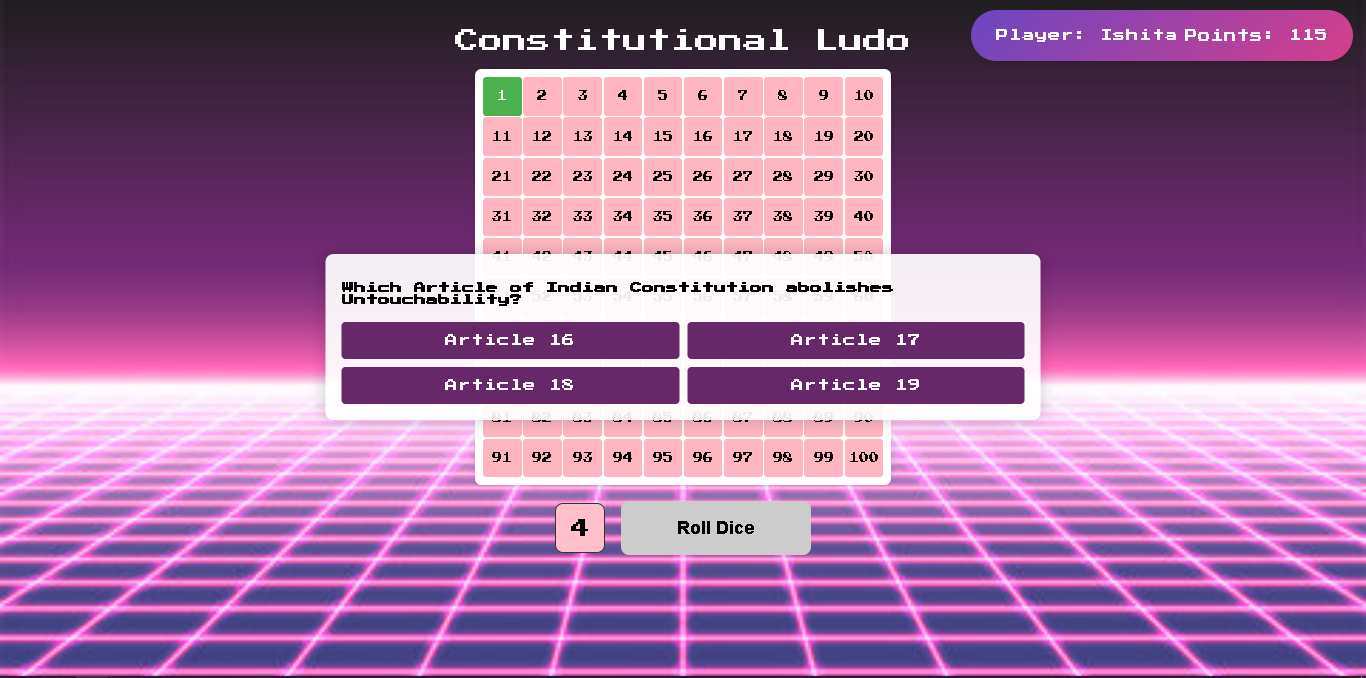 Constitutional Ludo
Player: Ishita Points: 115
1 2 3 4 5 6 7 8 9 10
11 12 13 14 15 16 17 18 19 20
21 22 23 24 25 26 27 28 29 30
31 32 33 34 35 36 37 38 39 40
41 42 43 44 45 46 47 48 49 50
Which Article of Indian Constitution abolishes
Untouchability?
52 53 54 55 56 57 58 59 60
Article 16 Article 17
Article 18 Article 19
81 82 83 84 85 86 87 88 89 90
91 92 93 94 95 96 97 98 99 100
4 Roll Dice